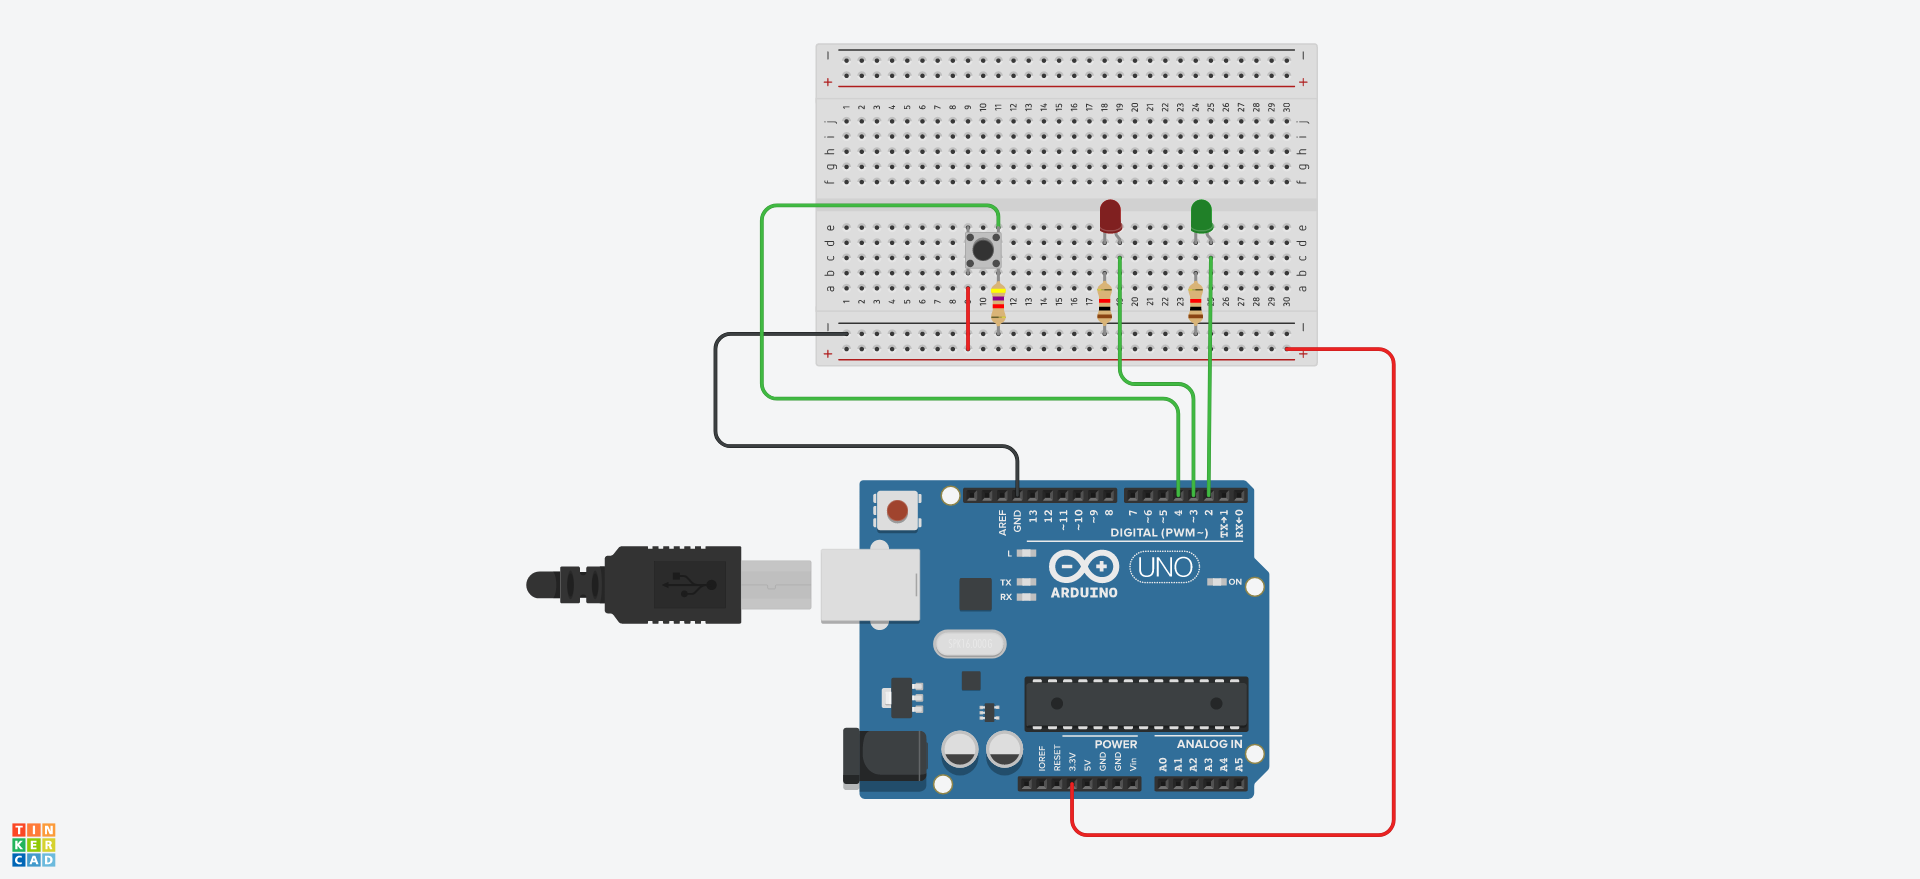 − −
+ +
1 2 3 4 5 6 7 8 9 10 11 12 13 14 15 16 17 18 19 20 21 22 23 24 25 26 27 28 29 30
j j
i i
h h
g g
f f
e e
d d
c c
b b
a a
1 2 3 4 5 6 7 8 10 12 13 14 15 16 17 18 20 21 22 23 24 26 27 28 29 30
− −
+ +
AREF GND 13 12 ~11 ~10 ~9 8 7 ~6 ~5 4 ~3 2 TX→1 RX←0
DIGITAL (PWM~)
L
TX
RX
UNO
ON
ARDUINO
POWER
ANALOG IN
IOREF RESET 3.3V 5V GND GND Vin A0 A1 A2 A3 A4 A5
TIN
KER
CAD